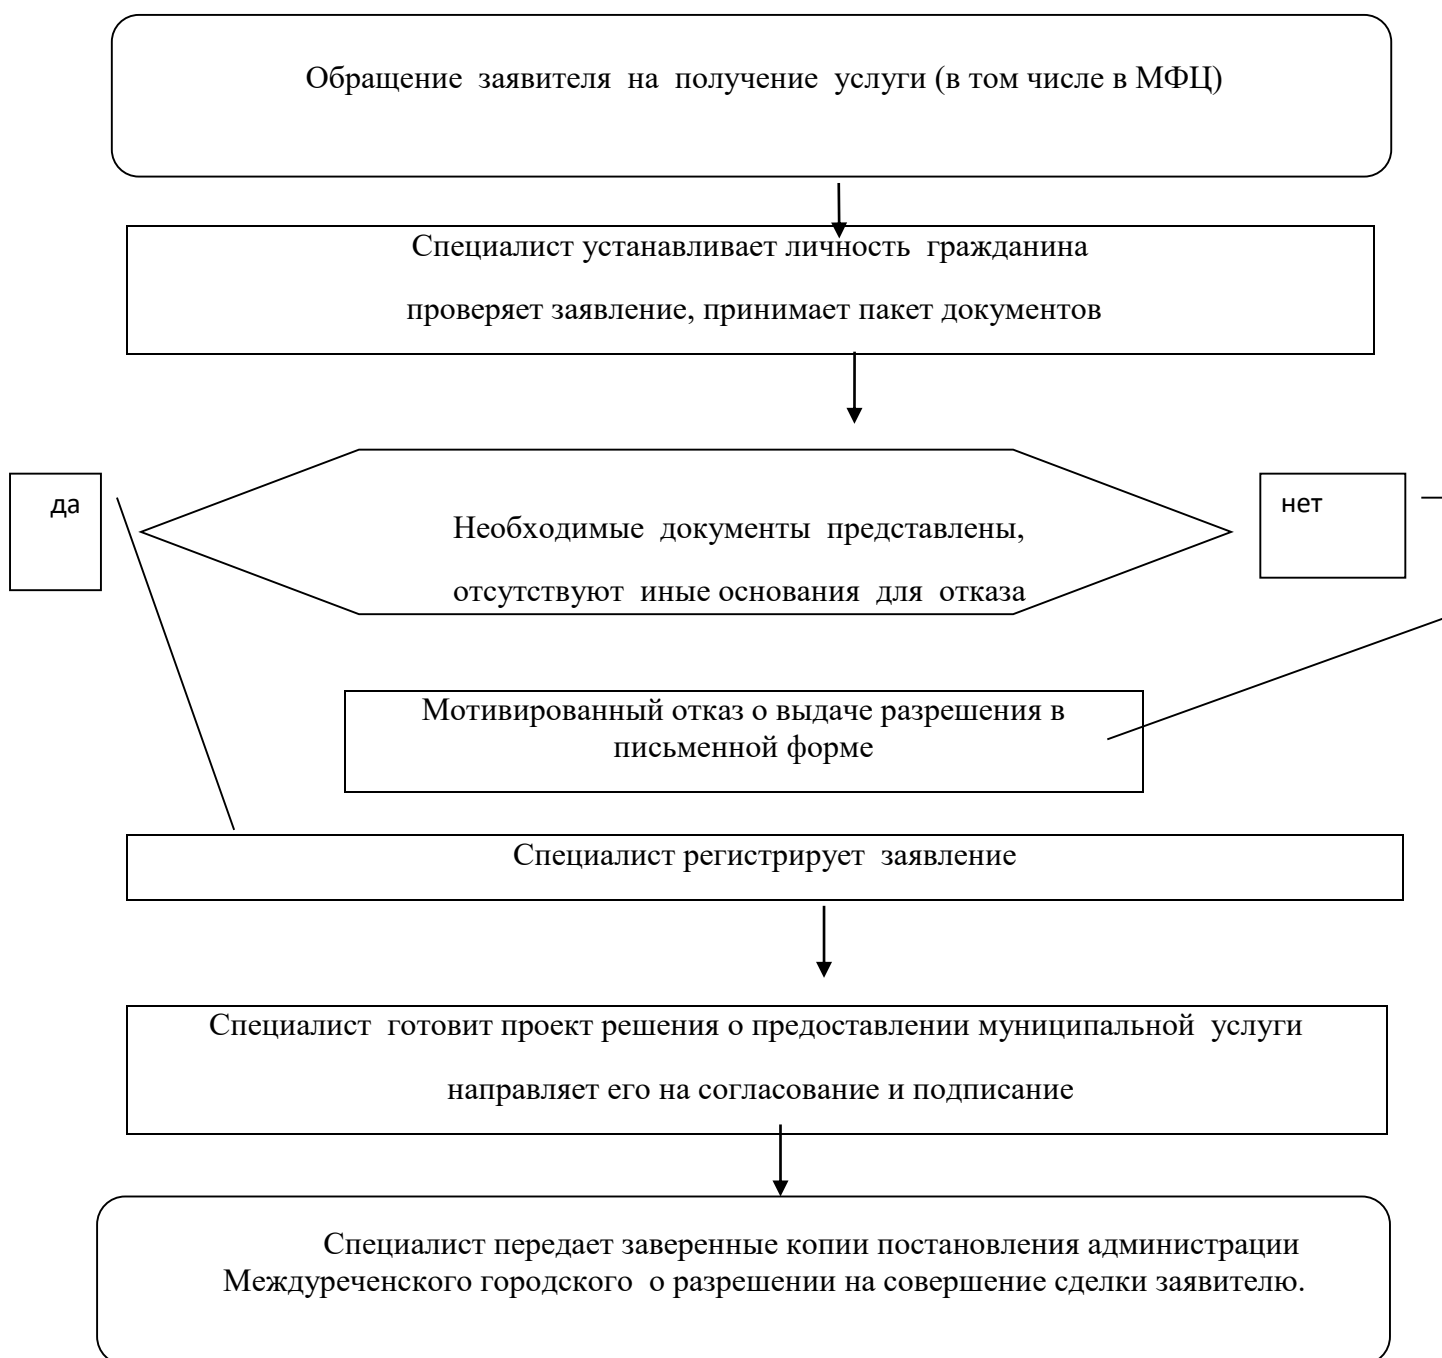 Обращение заявителя на получение услуги (в том числе в МФЦ)
Специалист устанавливает личность гражданина
проверяет заявление, принимает пакет документов
да
нет
Необходимые документы представлены,
отсутствуют иные основания для отказа
Мотивированный отказ о выдаче разрешения в
письменной форме
Специалист регистрирует заявление
Специалист готовит проект решения о предоставлении муниципальной услуги
направляет его на согласование и подписание
Специалист передает заверенные копии постановления администрации
Междуреченского городского о разрешении на совершение сделки заявителю.